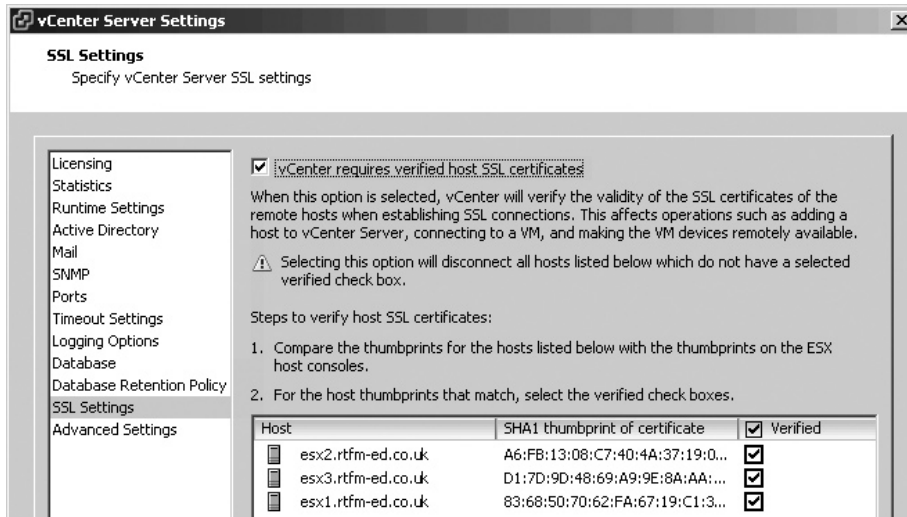 vCenter Server Settings
SSL Settings
Specify vCenter Server SSL settings
Licensing
Statistics
Runtime Settings
Active Directory
Mail
SNMP
Ports
Timeout Settings
Logging Options
Database
Database Retention Policy
SSL Settings
Advanced Settings
vCenter requires verified host SSL certificates
When this option is selected, vCenter will verify the validity of the SSL certificates of the
remote hosts when establishing SSL connections. This affects operations such as adding a
host to vCenter Server, connecting to a VM, and making the VM devices remotely available.
Selecting this option will disconnect all hosts listed below which do not have a selected
verified check box.
Steps to verify host SSL certificates:
1. Compare the thumbprints for the hosts listed below with the thumbprints on the ESX
host consoles.
2. For the host thumbprints that match, select the verified check boxes.
Host SHA1 thumbprint of certificate Verified
esx2.rtfm-ed.co.uk A6:FB:13:08:C7:40:4A:37:19:0...
esx3.rtfm-ed.co.uk D1:7D:9D:48:69:A9:9E:8A:AA:...
esx1.rtfm-ed.co.uk 83:68:50:70:62:FA:67:19:C1:3...